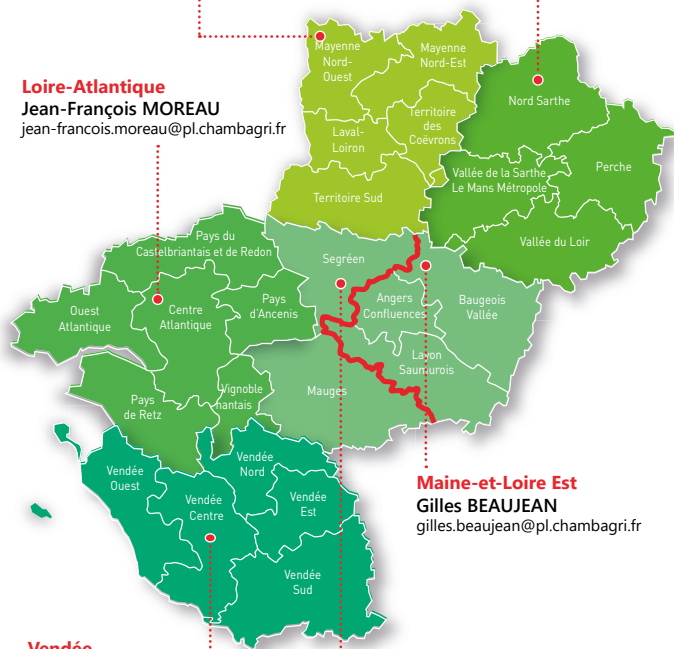 Mayenne
Nord-
Ouest
Mayenne
Nord-Est
Loire-Atlantique
Jean-François MOREAU
jean-francois.moreau@pl.chambagri.fr
Nord Sarthe
Territoire
des
Coëvrons
Laval-
Loiron
Perche
Vallée de la Sarthe
Le Mans Métropole
Territoire Sud
Vallée du Loir
Pays du
Castelbriantais et de Redon
Segréen
Ouest
Atlantique
Centre
Atlantique
Pays
d'Ancenis
Angers
Confluences
Baugeois
Vallée
Layon
Saumurois
Mauges
Pays
de Retz
Vignoble
nantais
Vendée
Nord
Vendée
Ouest
Vendée
Centre
Vendée
Est
Vendée
Sud
Maine-et-Loire Est
Gilles BEAUJEAN
gilles.beaujean@pl.chambagri.fr
Vendée